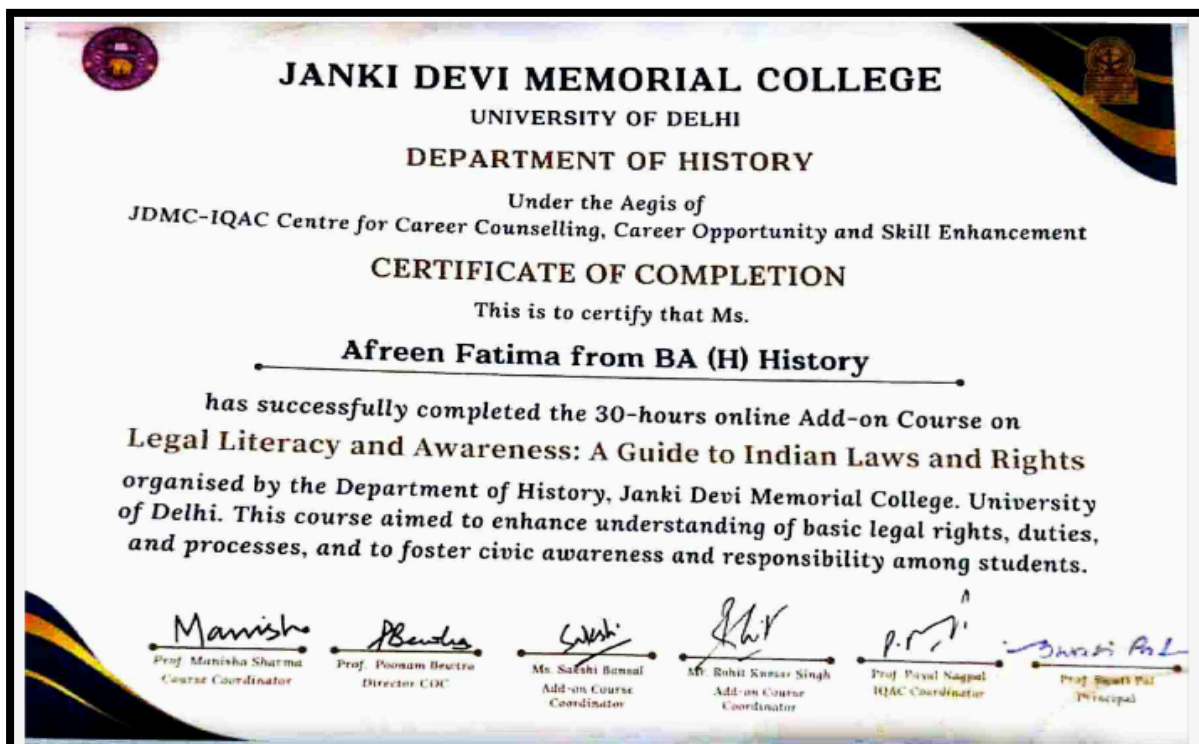 JANKI DEVI MEMORIAL COLLEGE
UNIVERSITY OF DELHI
DEPARTMENT OF HISTORY
Under the Aegis of
JDMC-IQAC Centre for Career Counselling, Career Opportunity and Skill Enhancement
CERTIFICATE OF COMPLETION
This is to certify that Ms.
Afreen Fatima from BA (H) History
has successfully completed the 30-hours online Add-on Course on
Legal Literacy and Awareness: A Guide to Indian Laws and Rights
organised by the Department of History, Janki Devi Memorial College. University
of Delhi. This course aimed to enhance understanding of basic legal rights, duties,
and processes, and to foster civic awareness and responsibility among students.
Manisha
Prof. Manisha Sharma
Course Coordinator
Prof. Poonam Bewtra
Director COC
Sakshi
Ms. Sakshi Bansal
Add-on Course
Coordinator
Mr. Rohit Kumar Singh
Add-on Course
Coordinator
Prof. Payal Nagpal
IQAC Coordinator
Swati Pal
Prof. Swati Pal
Principal